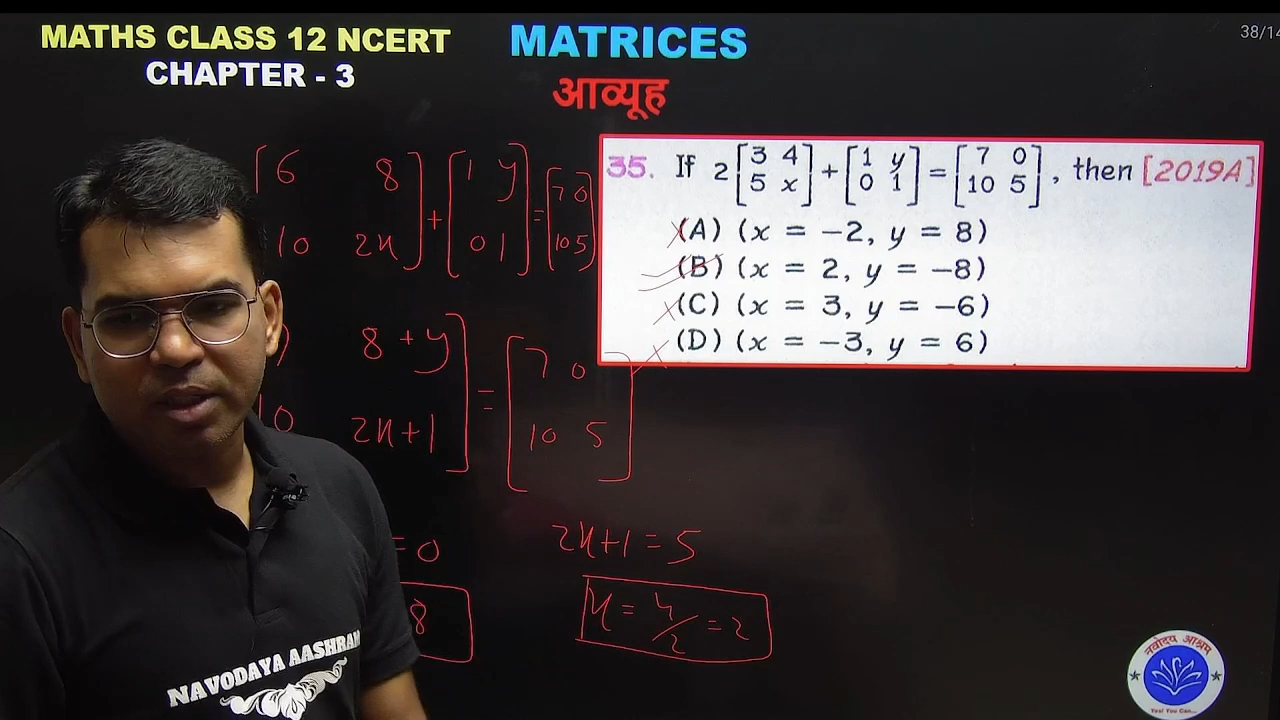 MATHS CLASS 12 NCERT
CHAPTER - 3
MATRICES
आव्यूह
38/14
35. If 2 [3 4 5 x] + [1 y 0 1] = [7 0 10 5], then [2019A]
(A) (x = −2, y = 8)
(B) (x = 2, y = −8)
(C) (x = 3, y = −6)
(D) (x = −3, y = 6)
[6 8] + [1 y] = [7 0]
10 2x 0 1 10 5
8 + y] = [7 0]
10 2x+1 10 5
= 0
8
2x+1 = 5
x = 4/2 = 2
NAVODAYA AASHRAM
नवोदय आश्रम
Yes! You Can...